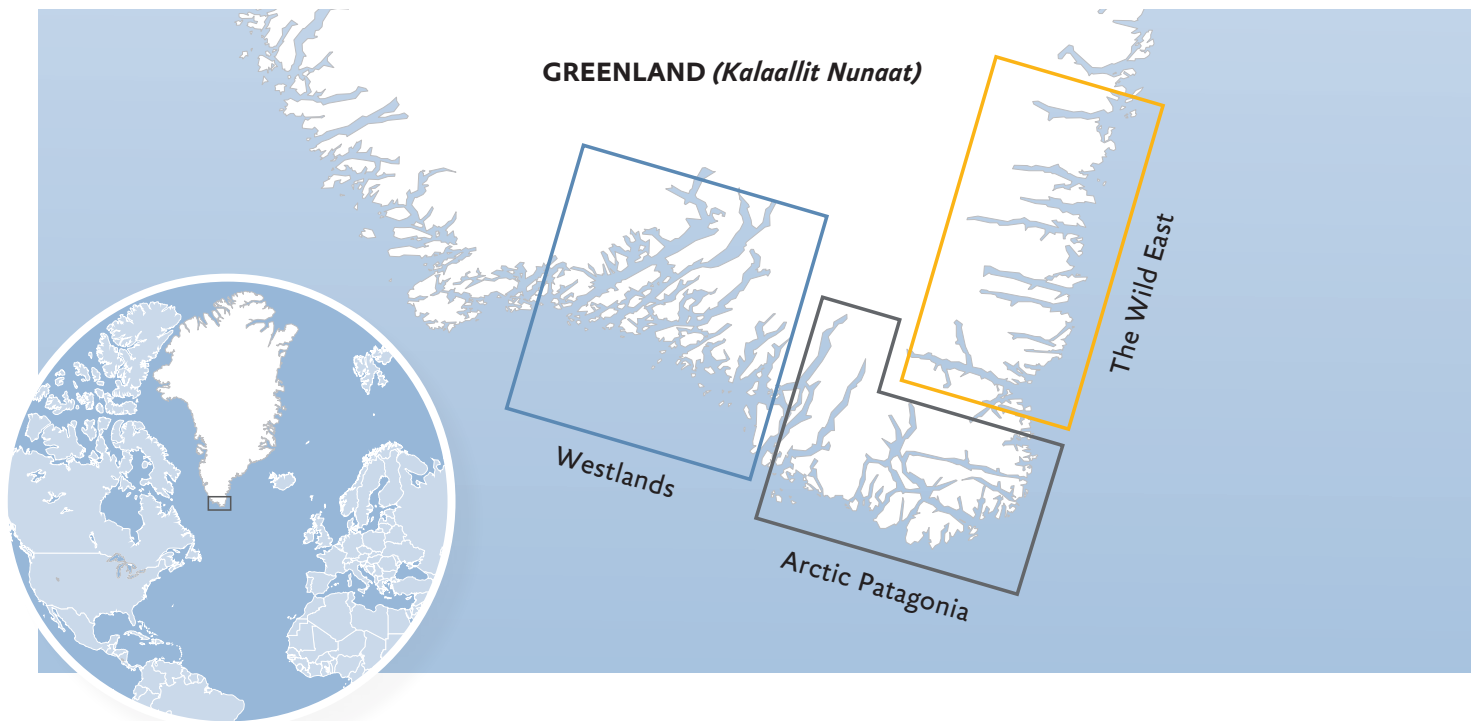 GREENLAND (Kalaallit Nunaat)
The Wild East
Westlands
Arctic Patagonia